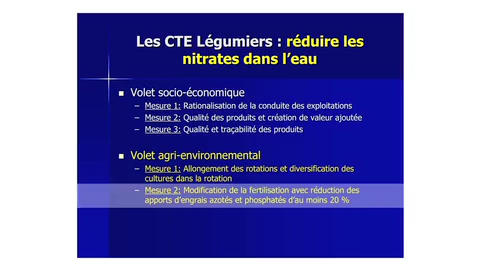 Les CTE Légumiers : réduire les
nitrates dans l'eau
Volet socio-économique
– Mesure 1: Rationalisation de la conduite des exploitations
– Mesure 2: Qualité des produits et création de valeur ajoutée
– Mesure 3: Qualité et traçabilité des produits
Volet agri-environnemental
– Mesure 1: Allongement des rotations et diversification des
cultures dans la rotation
– Mesure 2: Modification de la fertilisation avec réduction des
apports d'engrais azotés et phosphatés d'au moins 20 %